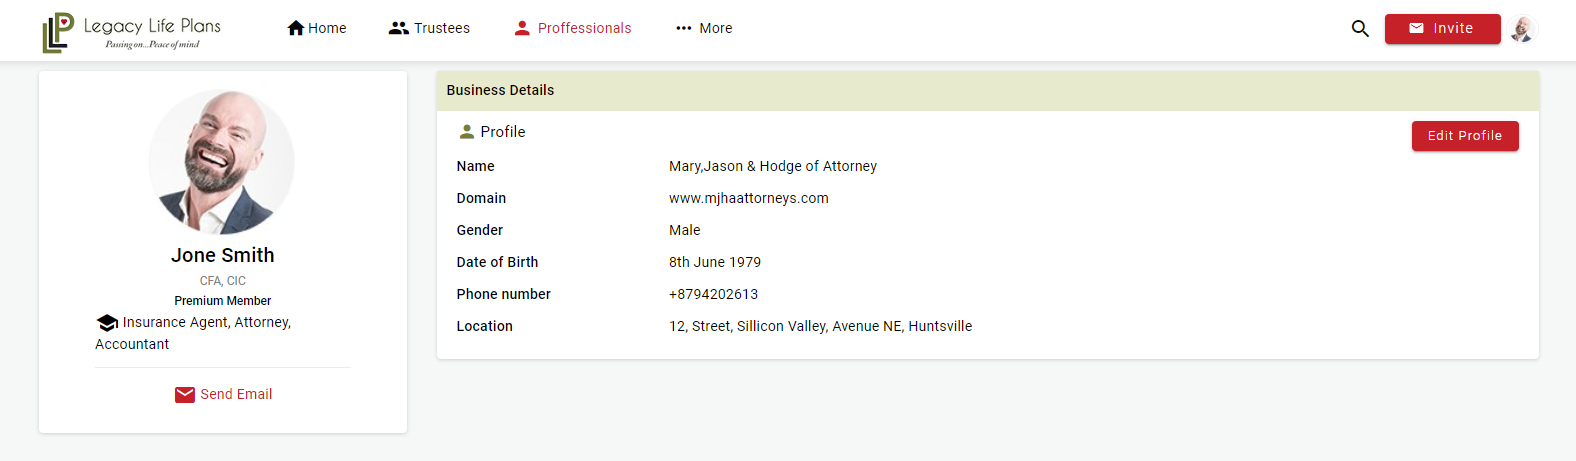 LLP Legacy Life Plans
Passing on...Peace of mind
Home Trustees Proffessionals More Invite
Jone Smith
CFA, CIC
Premium Member
Insurance Agent, Attorney,
Accountant
Send Email
Business Details
Profile Edit Profile
Name Mary,Jason & Hodge of Attorney
Domain www.mjhaattorneys.com
Gender Male
Date of Birth 8th June 1979
Phone number +8794202613
Location 12, Street, Sillicon Valley, Avenue NE, Huntsville